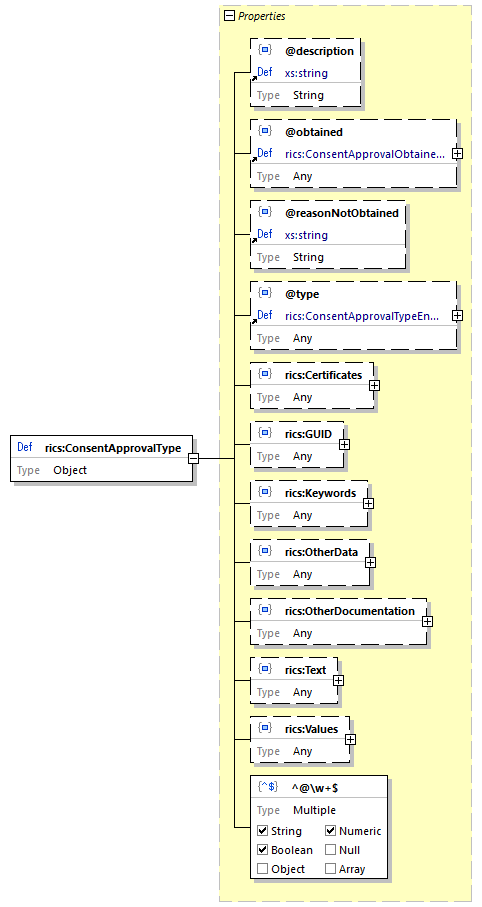 Properties
@description
Def xs:string
Type String
@obtained
Def rics:ConsentApprovalObtaine...
Type Any
@reasonNotObtained
Def xs:string
Type String
@type
Def rics:ConsentApprovalTypeEn...
Type Any
rics:Certificates
Type Any
rics:GUID
Type Any
Def rics:ConsentApprovalType
Type Object
rics:Keywords
Type Any
rics:OtherData
Type Any
rics:OtherDocumentation
Type Any
rics:Text
Type Any
rics:Values
Type Any
{^$} ^@\w+$
Type Multiple
String Numeric
Boolean Null
Object Array